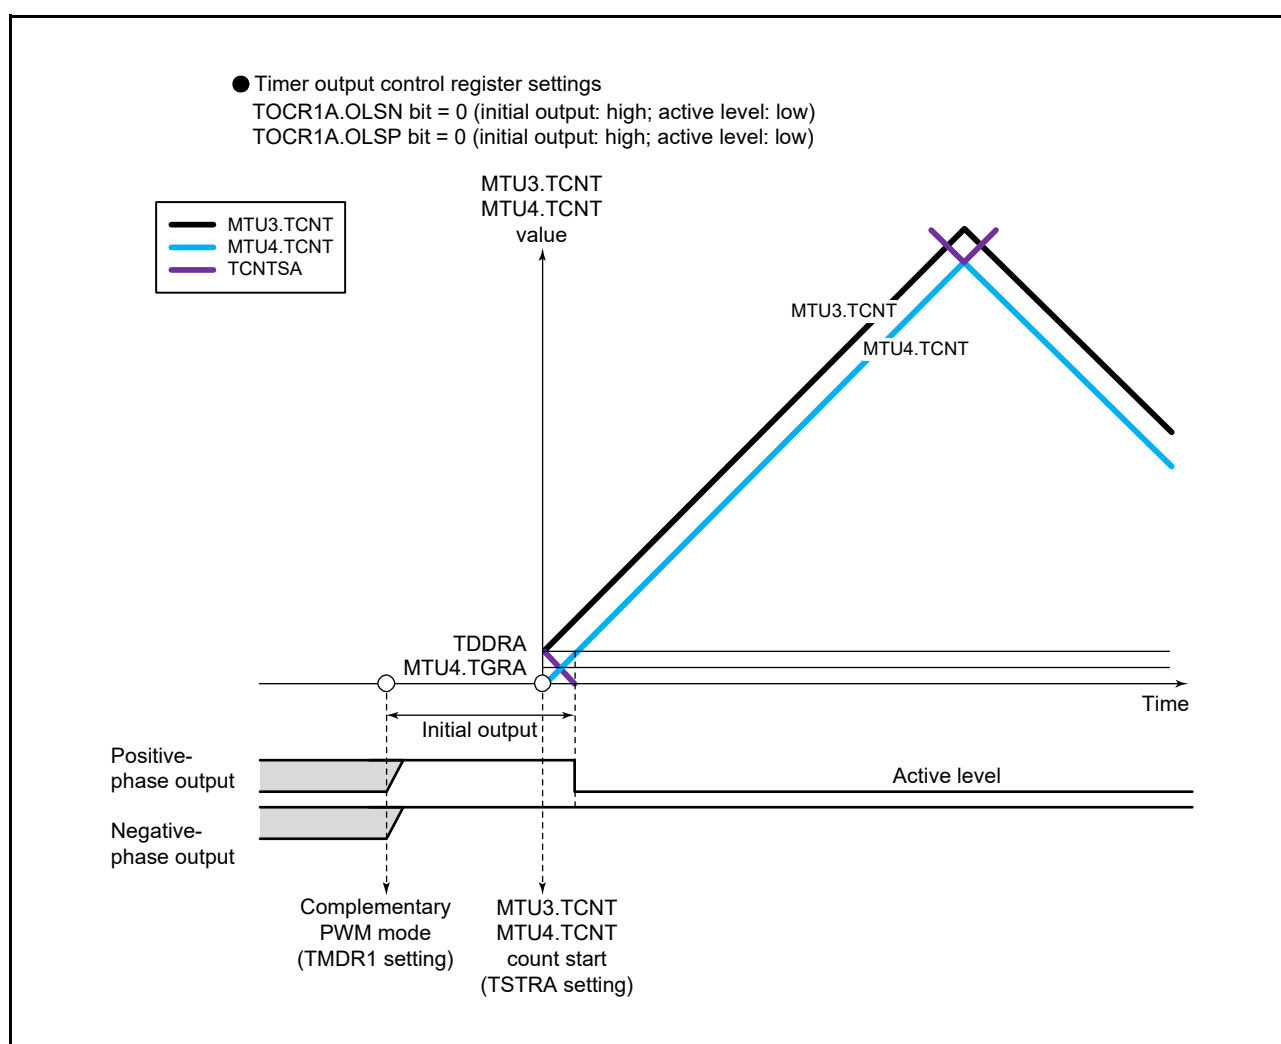 ● Timer output control register settings
TOCR1A.OLSN bit = 0 (initial output: high; active level: low)
TOCR1A.OLSP bit = 0 (initial output: high; active level: low)
MTU3.TCNT
MTU4.TCNT
value
MTU3.TCNT
MTU4.TCNT
TCNTSA
MTU3.TCNT
MTU4.TCNT
TDDRA
MTU4.TGRA
Time
Initial output
Positive-
phase output
Active level
Negative-
phase output
Complementary
PWM mode
(TMDR1 setting)
MTU3.TCNT
MTU4.TCNT
count start
(TSTRA setting)